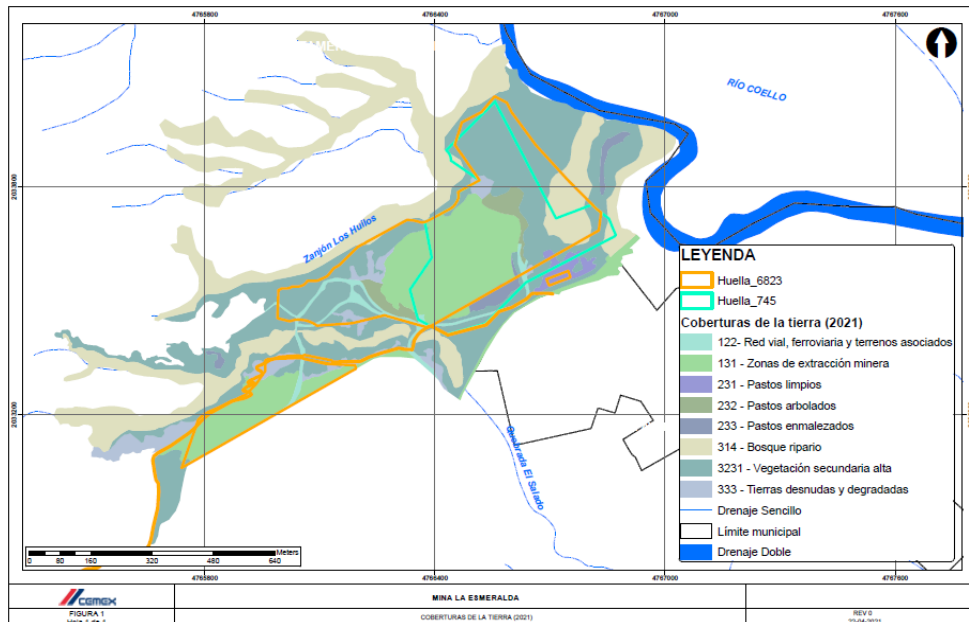 4765800
4766400
4767000
4767600
RÍO COELLO
Zanjón Los Hullos
Quebrada El Salado
LEYENDA
Huella_6823
Huella_745
Coberturas de la tierra (2021)
122- Red vial, ferroviaria y terrenos asociados
131 - Zonas de extracción minera
231 - Pastos limpios
232 - Pastos arbolados
233 - Pastos enmalezados
314 - Bosque ripario
3231 - Vegetación secundaria alta
333 - Tierras desnudas y degradadas
Drenaje Sencillo
Límite municipal
Drenaje Doble
Meters
0 80 160 320 480 640
4765800
4766400
4767000
4767600
CEMEX
FIGURA 1
MINA LA ESMERALDA
COBERTURAS DE LA TIERRA (2021)
REV 0